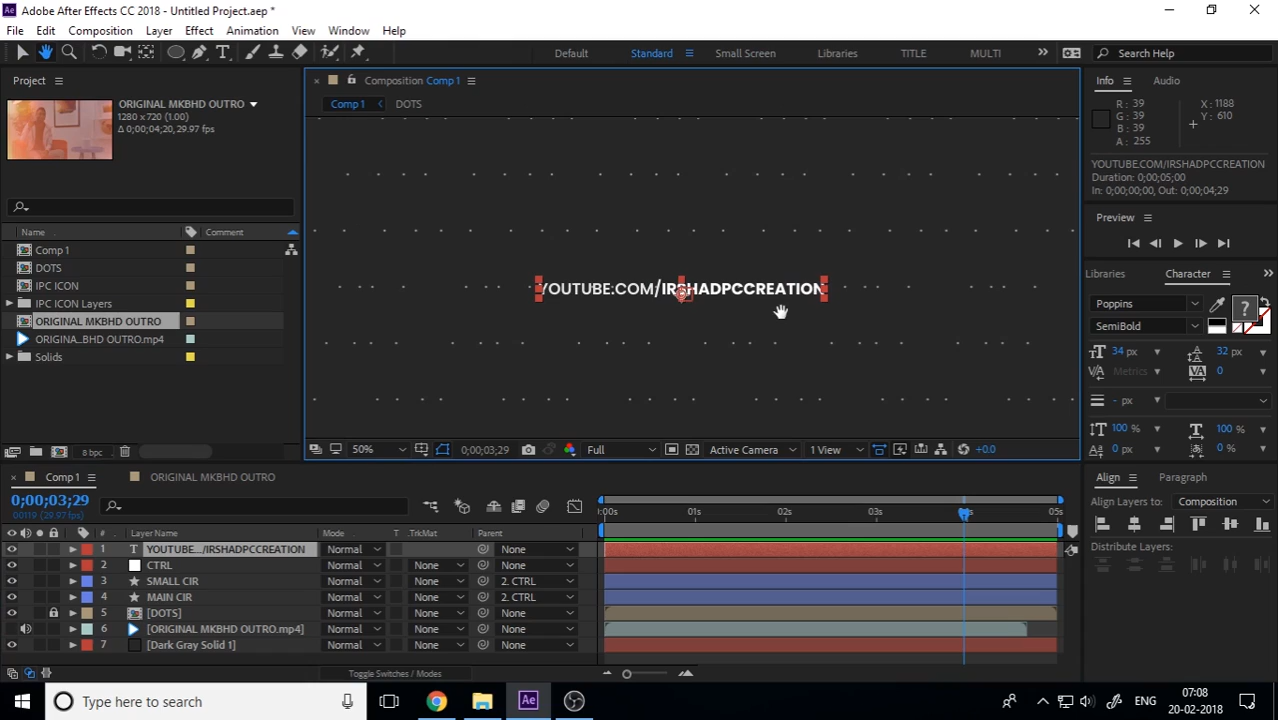 Adobe After Effects CC 2018 - Untitled Project.aep *
File Edit Composition Layer Effect Animation View Window Help
Default Standard Small Screen Libraries TITLE MULTI Search Help
Project
ORIGINAL MKBHD OUTRO
1280 x 720 (1.00)
Δ 0;00;04;20, 29.97 fps
Name Comment
Comp 1
DOTS
IPC ICON
IPC ICON Layers
ORIGINAL MKBHD OUTRO
ORIGINA...BHD OUTRO.mp4
Solids
8 bpc
Composition Comp 1
Comp 1 DOTS
YOUTUBE.COM/IRSHADPCCREATION
50% 0;00;03;29 Full Active Camera 1 View +0.0
Info Audio
R : 39
G : 39
B : 39
A : 255
X : 1188
Y : 610
YOUTUBE.COM/IRSHADPCCREATION
Duration: 0;00;05;00
In: 0;00;00;00, Out: 0;00;04;29
Preview
Libraries Character
Poppins
SemiBold
34 px 32 px
Metrics 0
- px
100 % 100 %
0 px 0 %
Align Paragraph
Align Layers to: Composition
Distribute Layers:
Comp 1 ORIGINAL MKBHD OUTRO
0;00;03;29
00119 (29.97 fps)
:00s 01s 02s 03s 05s
# Layer Name Mode T .TrkMat Parent
1 T YOUTUBE.../IRSHADPCCREATION Normal None
2 CTRL Normal None None
3 SMALL CIR Normal None 2. CTRL
4 MAIN CIR Normal None 2. CTRL
5 [DOTS] Normal None None
6 [ORIGINAL MKBHD OUTRO.mp4] Normal None None
7 [Dark Gray Solid 1] Normal None None
Toggle Switches / Modes
Type here to search
ENG
07:08
20-02-2018